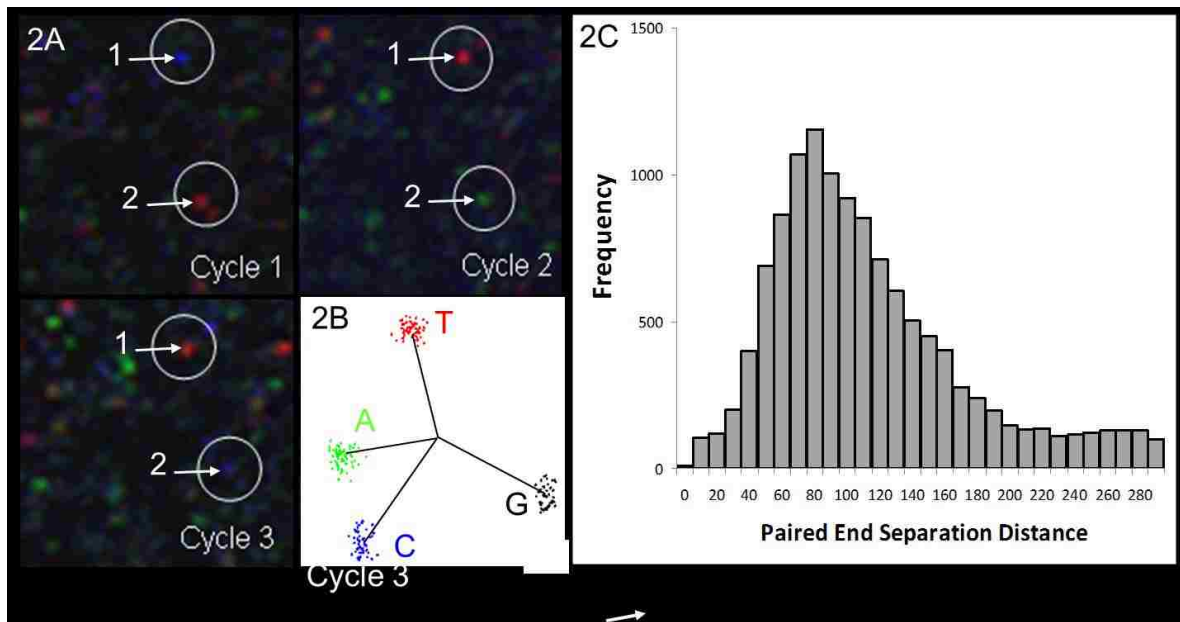 2A
1
2
Cycle 1
1
2
Cycle 2
1
2
Cycle 3
2B
T
A
G
C
Cycle 3
2C
1500
1000
500
0
Frequency
0 20 40 60 80 100 120 140 160 180 200 220 240 260 280
Paired End Separation Distance